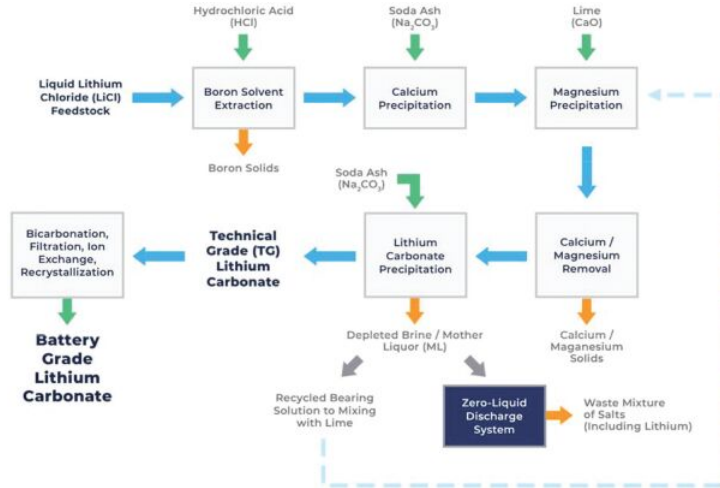 Hydrochloric Acid
(HCl)
Soda Ash
(Na₂CO₃)
Lime
(CaO)
Liquid Lithium
Chloride (LiCl)
Feedstock
Boron Solvent
Extraction
Calcium
Precipitation
Magnesium
Precipitation
Boron Solids
Soda Ash
(Na₂CO₃)
Bicarbonation,
Filtration, Ion
Exchange,
Recrystallization
Technical
Grade (TG)
Lithium
Carbonate
Lithium
Carbonate
Precipitation
Calcium /
Magnesium
Removal
Battery
Grade
Lithium
Carbonate
Depleted Brine / Mother
Liquor (ML)
Calcium /
Maganesium
Solids
Recycled Bearing
Solution to Mixing
with Lime
Zero-Liquid
Discharge
System
Waste Mixture
of Salts
(Including Lithium)